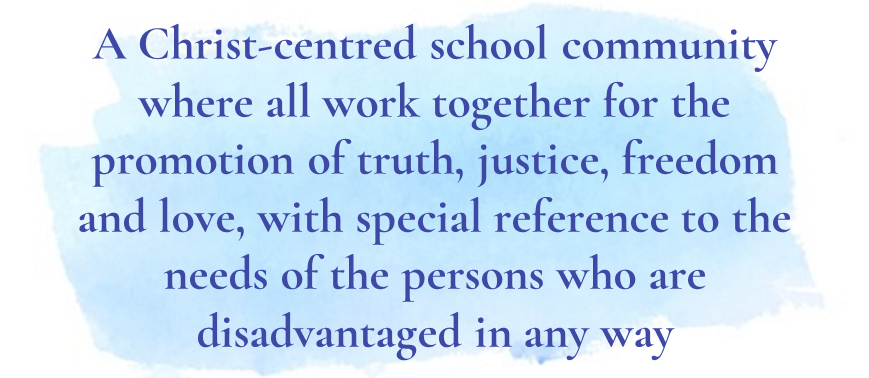 A Christ-centred school community
where all work together for the
promotion of truth, justice, freedom
and love, with special reference to the
needs of the persons who are
disadvantaged in any way